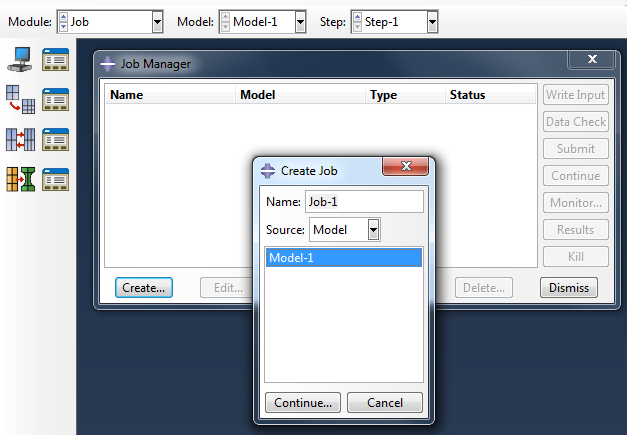 Module: Job Model: Model-1 Step: Step-1
Job Manager
Name Model Type Status
Write Input
Data Check
Submit
Continue
Monitor...
Results
Kill
Create... Edit... Delete... Dismiss
Create Job
Name: Job-1
Source: Model
Model-1
Continue... Cancel